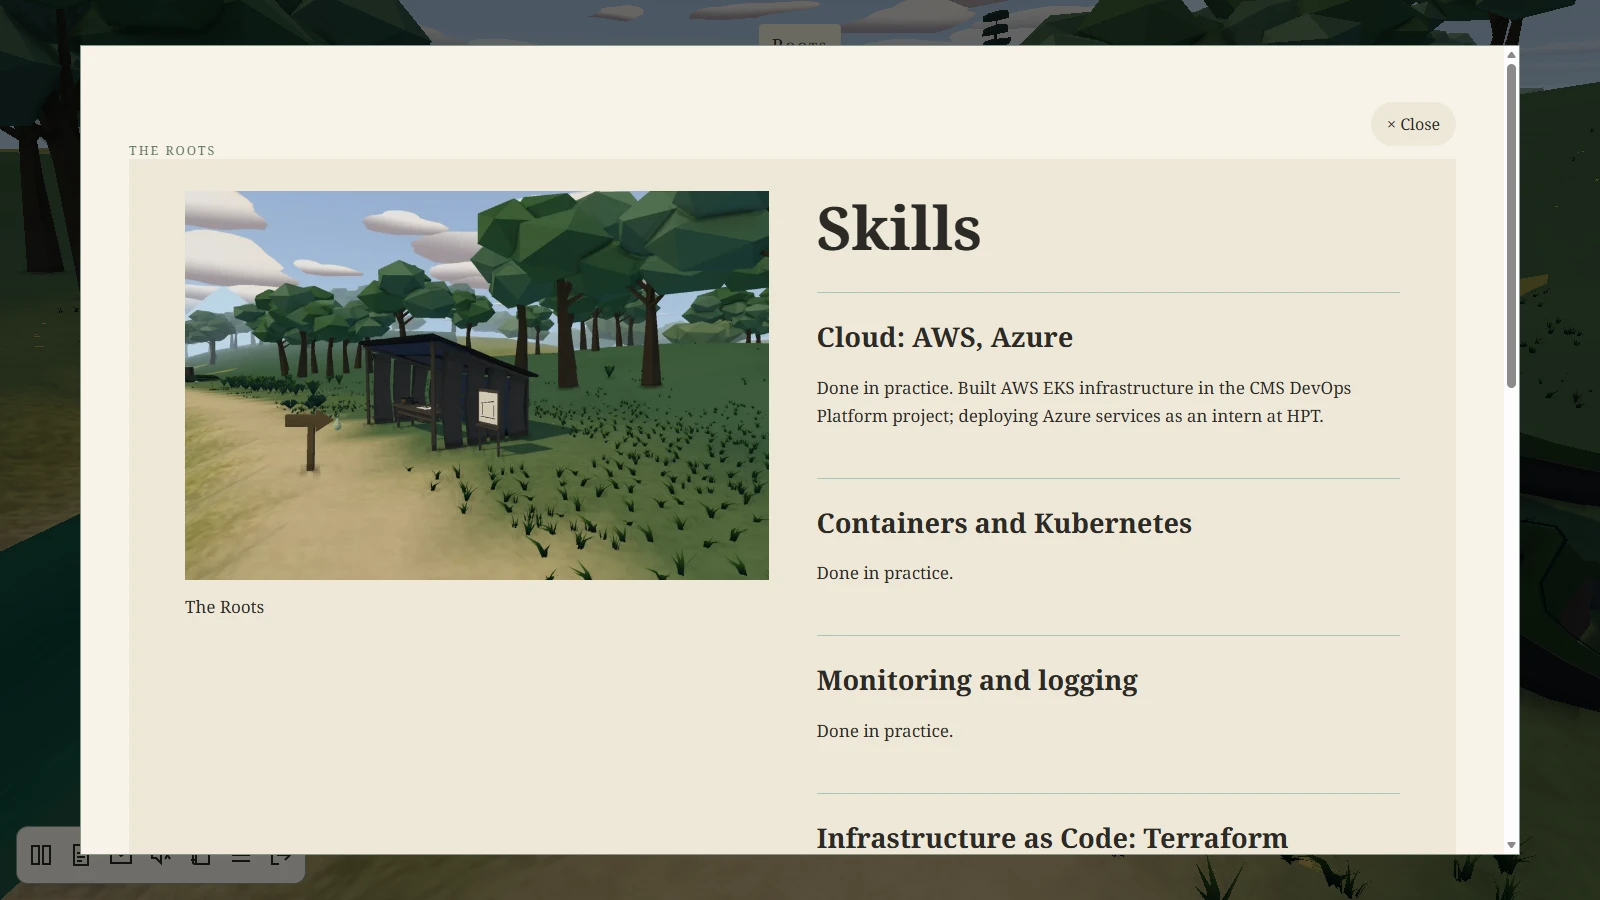 × Close
THE ROOTS
Skills
Cloud: AWS, Azure
Done in practice. Built AWS EKS infrastructure in the CMS DevOps
Platform project; deploying Azure services as an intern at HPT.
Containers and Kubernetes
Done in practice.
The Roots
Monitoring and logging
Done in practice.
Infrastructure as Code: Terraform